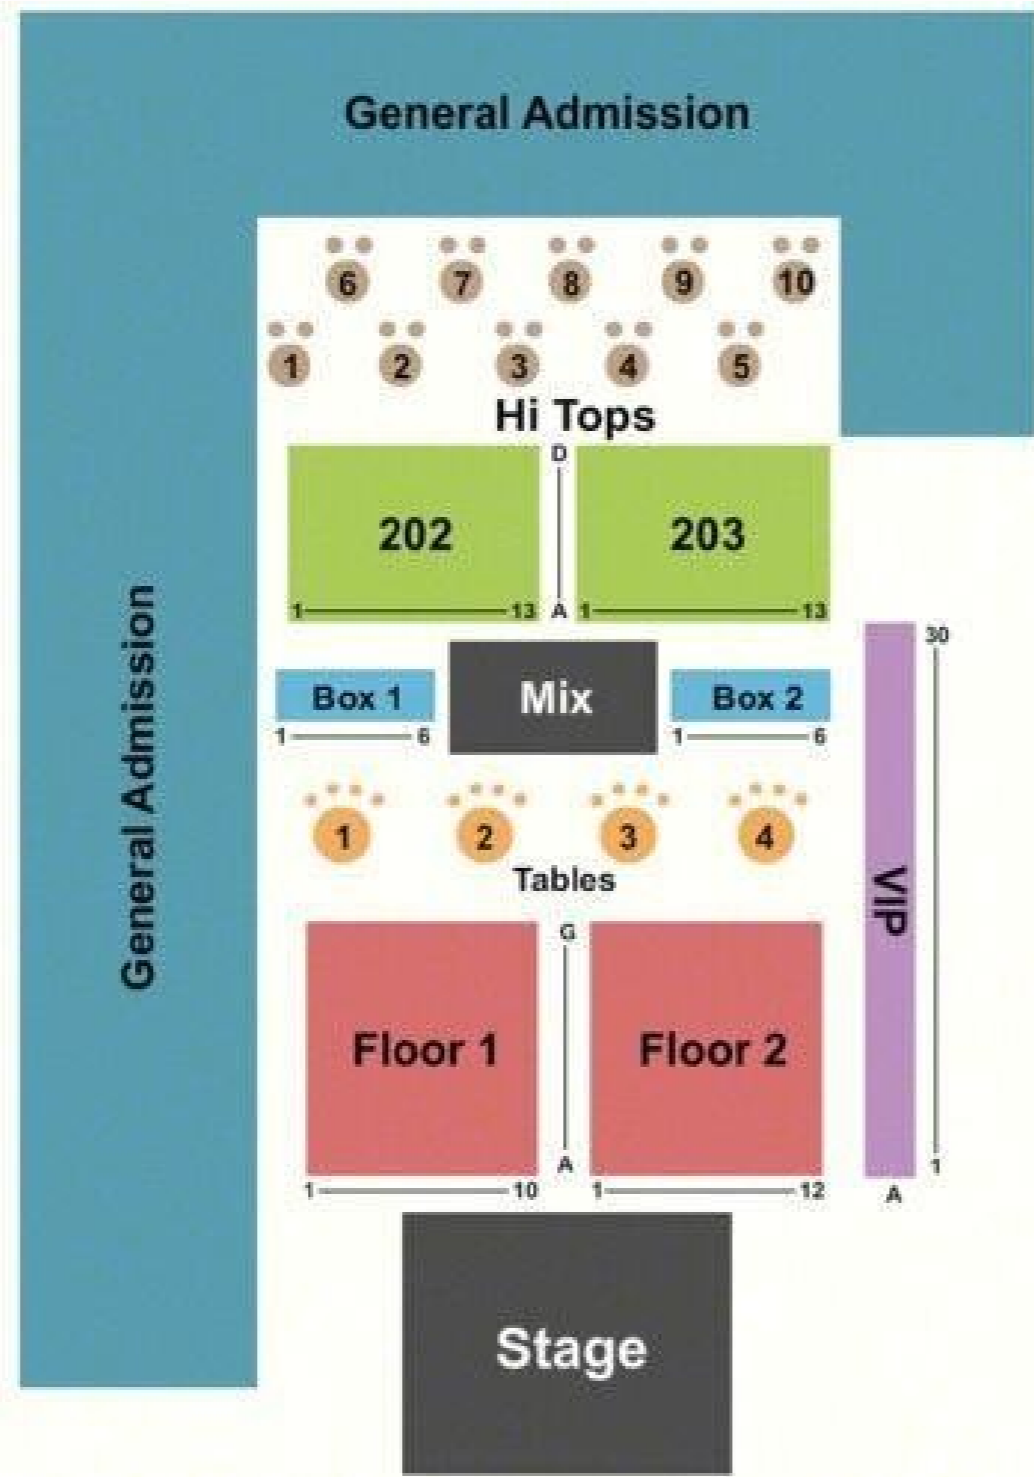 General Admission
6 7 8 9 10
1 2 3 4 5
Hi Tops
D
202 203
1 13 A 1 13
30
Box 1 Mix Box 2
1 6 1 6
General Admission
1 2 3 4
Tables
VIP
G
Floor 1 Floor 2
A 1
1 10 1 12 A
Stage